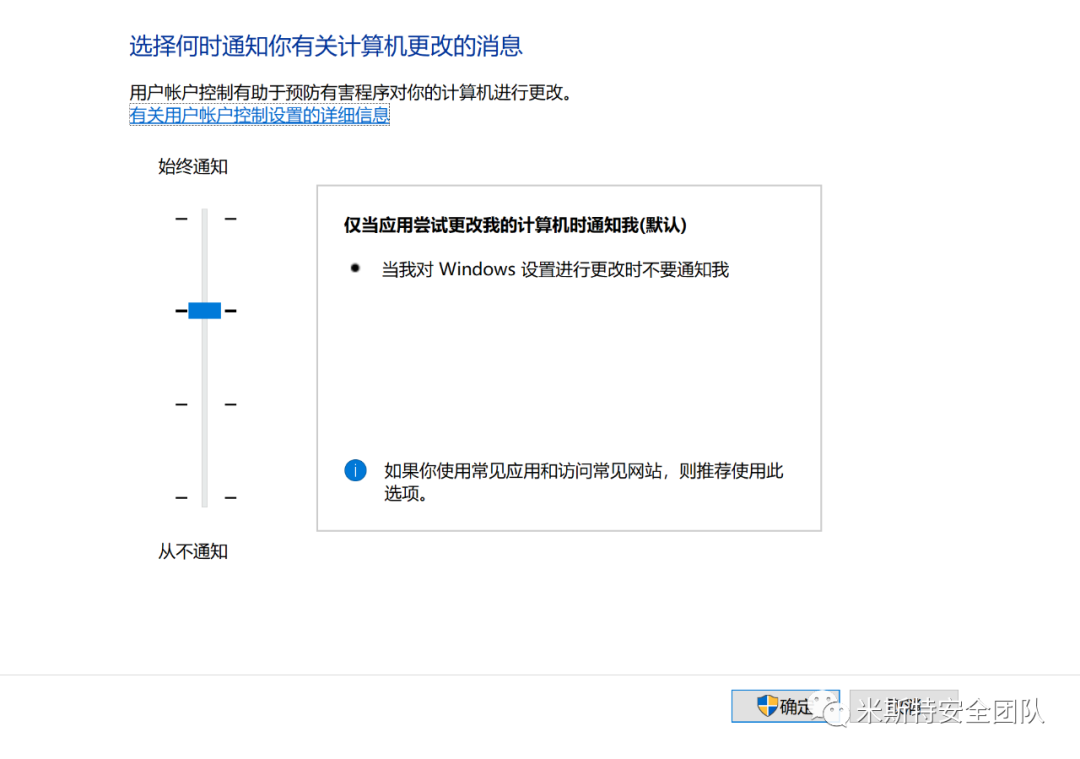 选择何时通知你有关计算机更改的消息
用户帐户控制有助于预防有害程序对你的计算机进行更改。
有关用户帐户控制设置的详细信息
始终通知
仅当应用尝试更改我的计算机时通知我(默认)
当我对 Windows 设置进行更改时不要通知我
如果你使用常见应用和访问常见网站，则推荐使用此
选项。
从不通知
确定
取消
米斯特安全团队